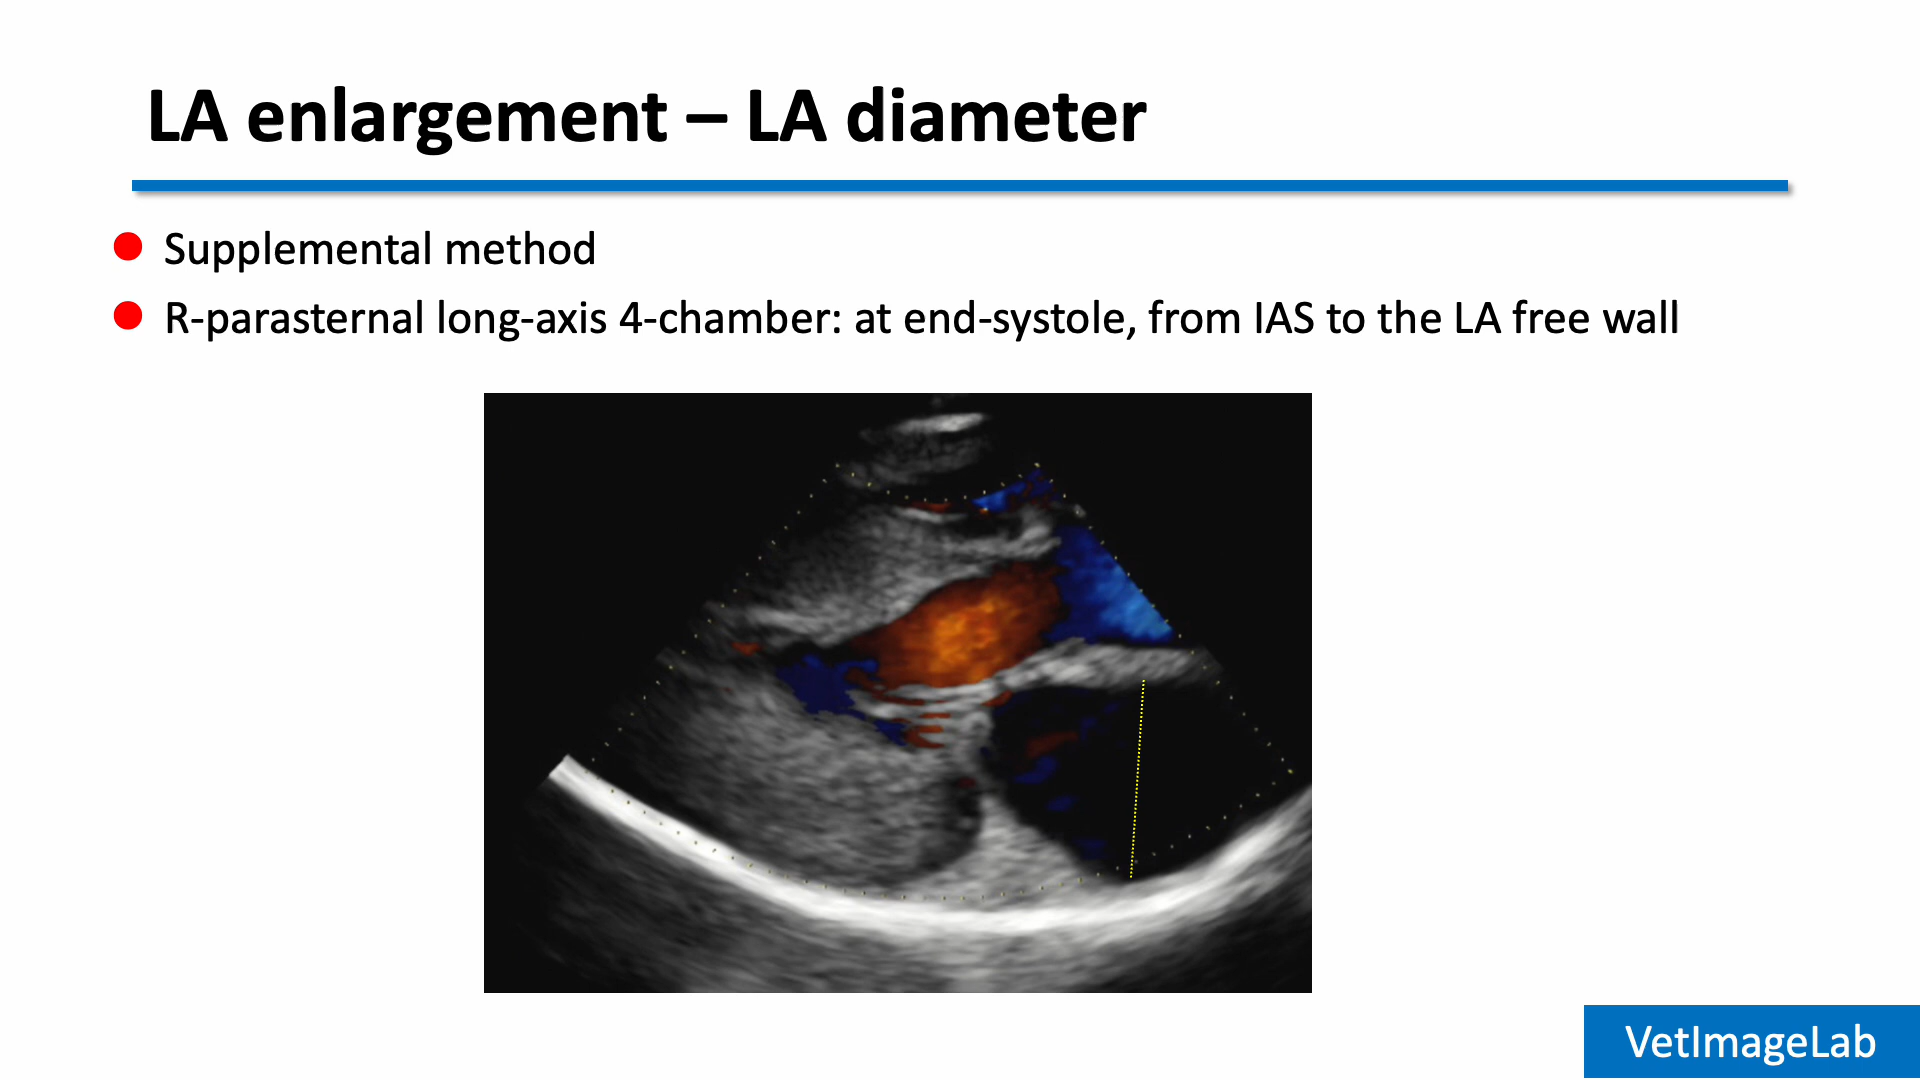 LA enlargement – LA diameter
Supplemental method
R-parasternal long-axis 4-chamber: at end-systole, from IAS to the LA free wall
VetImageLab